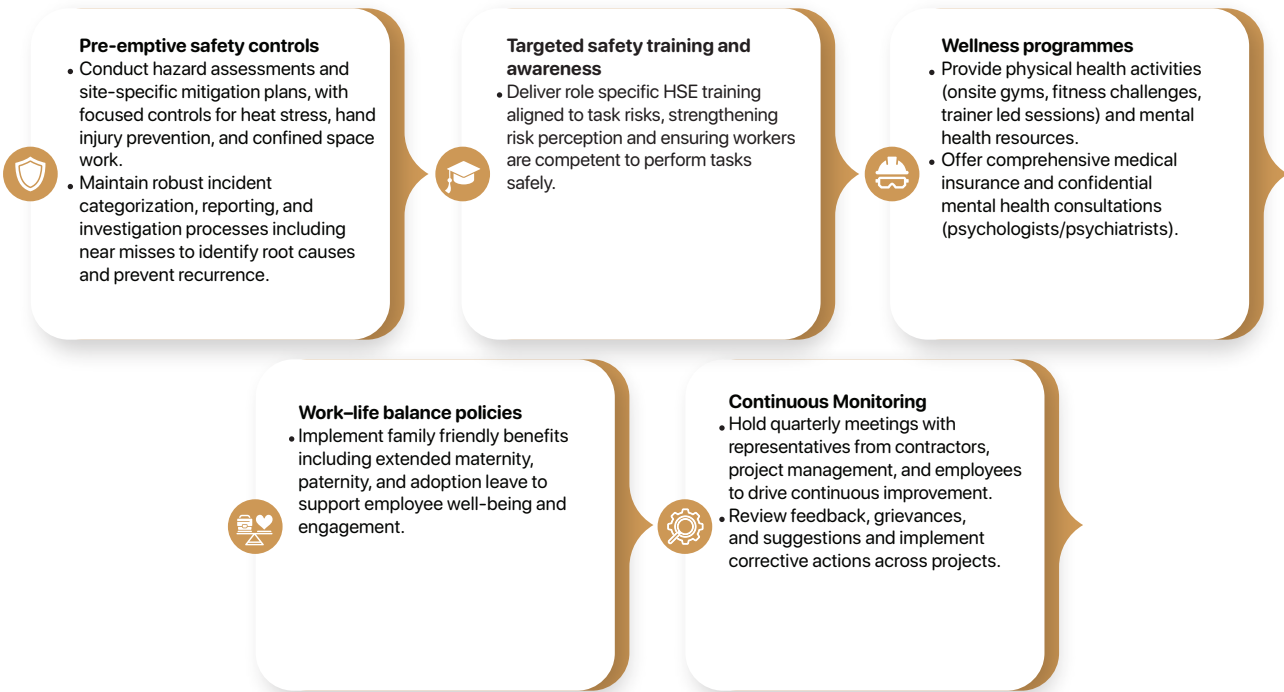 Pre-emptive safety controls
• Conduct hazard assessments and
site-specific mitigation plans, with
focused controls for heat stress, hand
injury prevention, and confined space
work.
• Maintain robust incident
categorization, reporting, and
investigation processes including
near misses to identify root causes
and prevent recurrence.
Targeted safety training and
awareness
• Deliver role specific HSE training
aligned to task risks, strengthening
risk perception and ensuring workers
are competent to perform tasks
safely.
Wellness programmes
• Provide physical health activities
(onsite gyms, fitness challenges,
trainer led sessions) and mental
health resources.
• Offer comprehensive medical
insurance and confidential
mental health consultations
(psychologists/psychiatrists).
Work–life balance policies
• Implement family friendly benefits
including extended maternity,
paternity, and adoption leave to
support employee well-being and
engagement.
Continuous Monitoring
• Hold quarterly meetings with
representatives from contractors,
project management, and employees
to drive continuous improvement.
• Review feedback, grievances,
and suggestions and implement
corrective actions across projects.